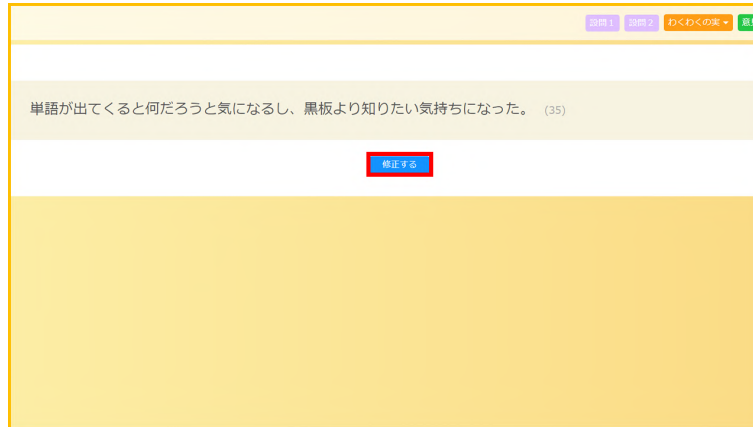 設問1 設問2 わくわくの実
単語が出てくると何だろうと気になるし、黒板より知りたい気持ちになった。 (35)
修正する